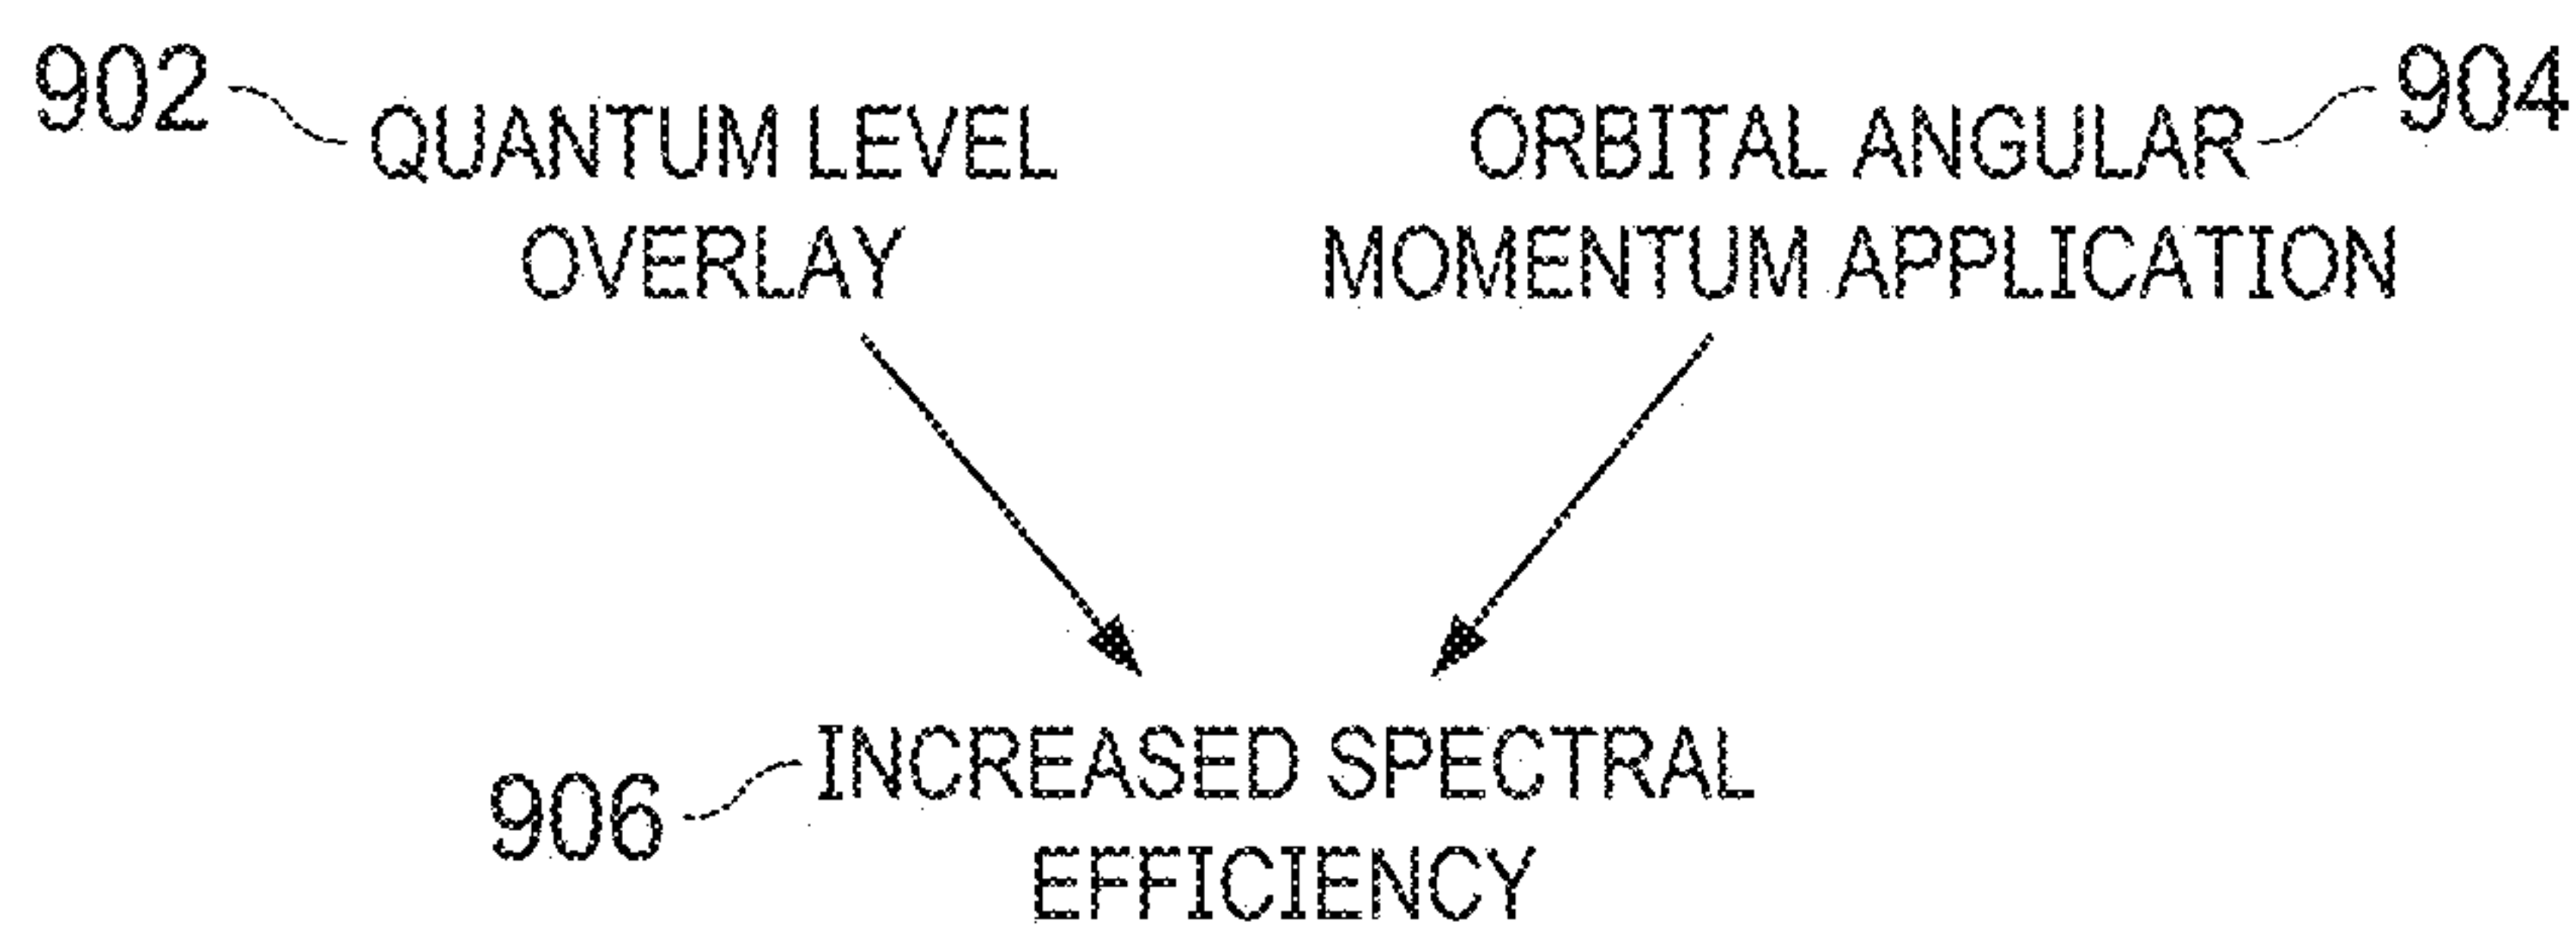 902
QUANTUM LEVEL
OVERLAY
ORBITAL ANGULAR
MOMENTUM APPLICATION
904
906
INCREASED SPECTRAL
EFFICIENCY